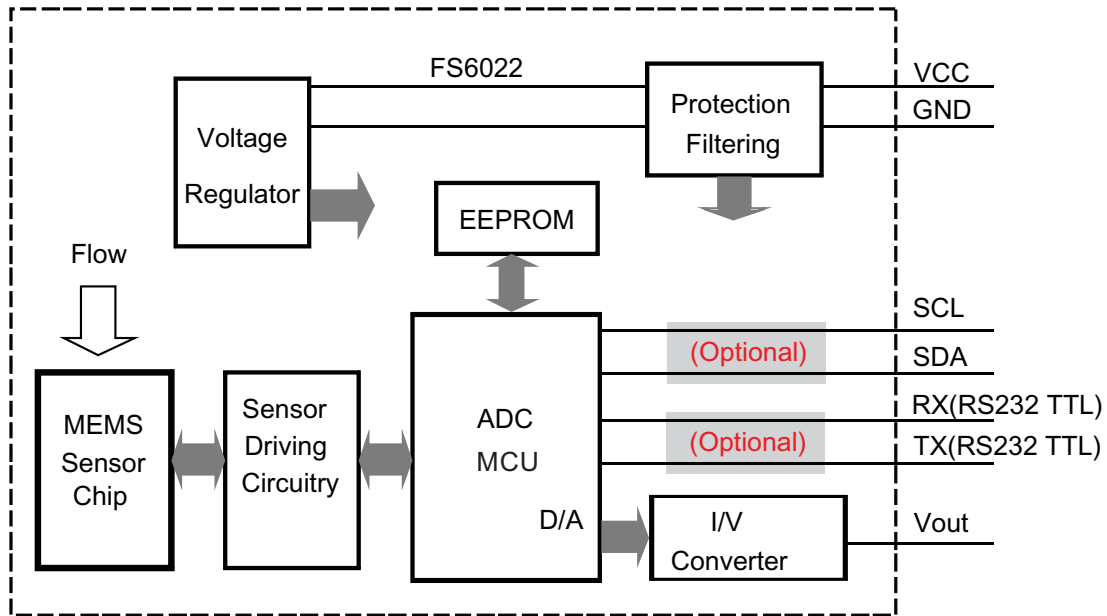 FS6022
VCC
GND
Voltage
Regulator
Protection
Filtering
EEPROM
Flow
SCL
(Optional)
SDA
RX(RS232 TTL)
(Optional)
TX(RS232 TTL)
MEMS
Sensor
Chip
Sensor
Driving
Circuitry
ADC
MCU
D/A
I/V
Converter
Vout